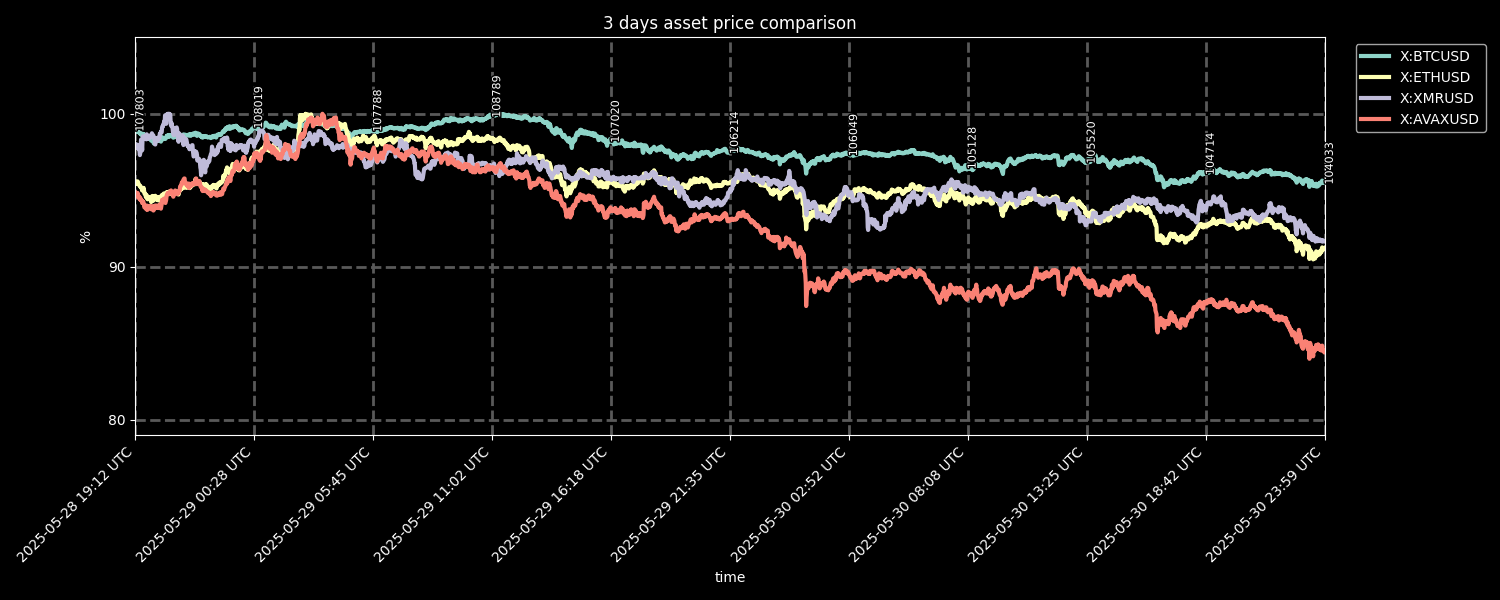 3 days asset price comparison
X:BTCUSD
X:ETHUSD
X:XMRUSD
X:AVAXUSD
100
90
80
%
107803
108019
107788
108789
107020
106214
106049
105128
105520
104714
104033
2025-05-28 19:12 UTC
2025-05-29 00:28 UTC
2025-05-29 05:45 UTC
2025-05-29 11:02 UTC
2025-05-29 16:18 UTC
2025-05-29 21:35 UTC
2025-05-30 02:52 UTC
2025-05-30 08:08 UTC
2025-05-30 13:25 UTC
2025-05-30 18:42 UTC
2025-05-30 23:59 UTC
time